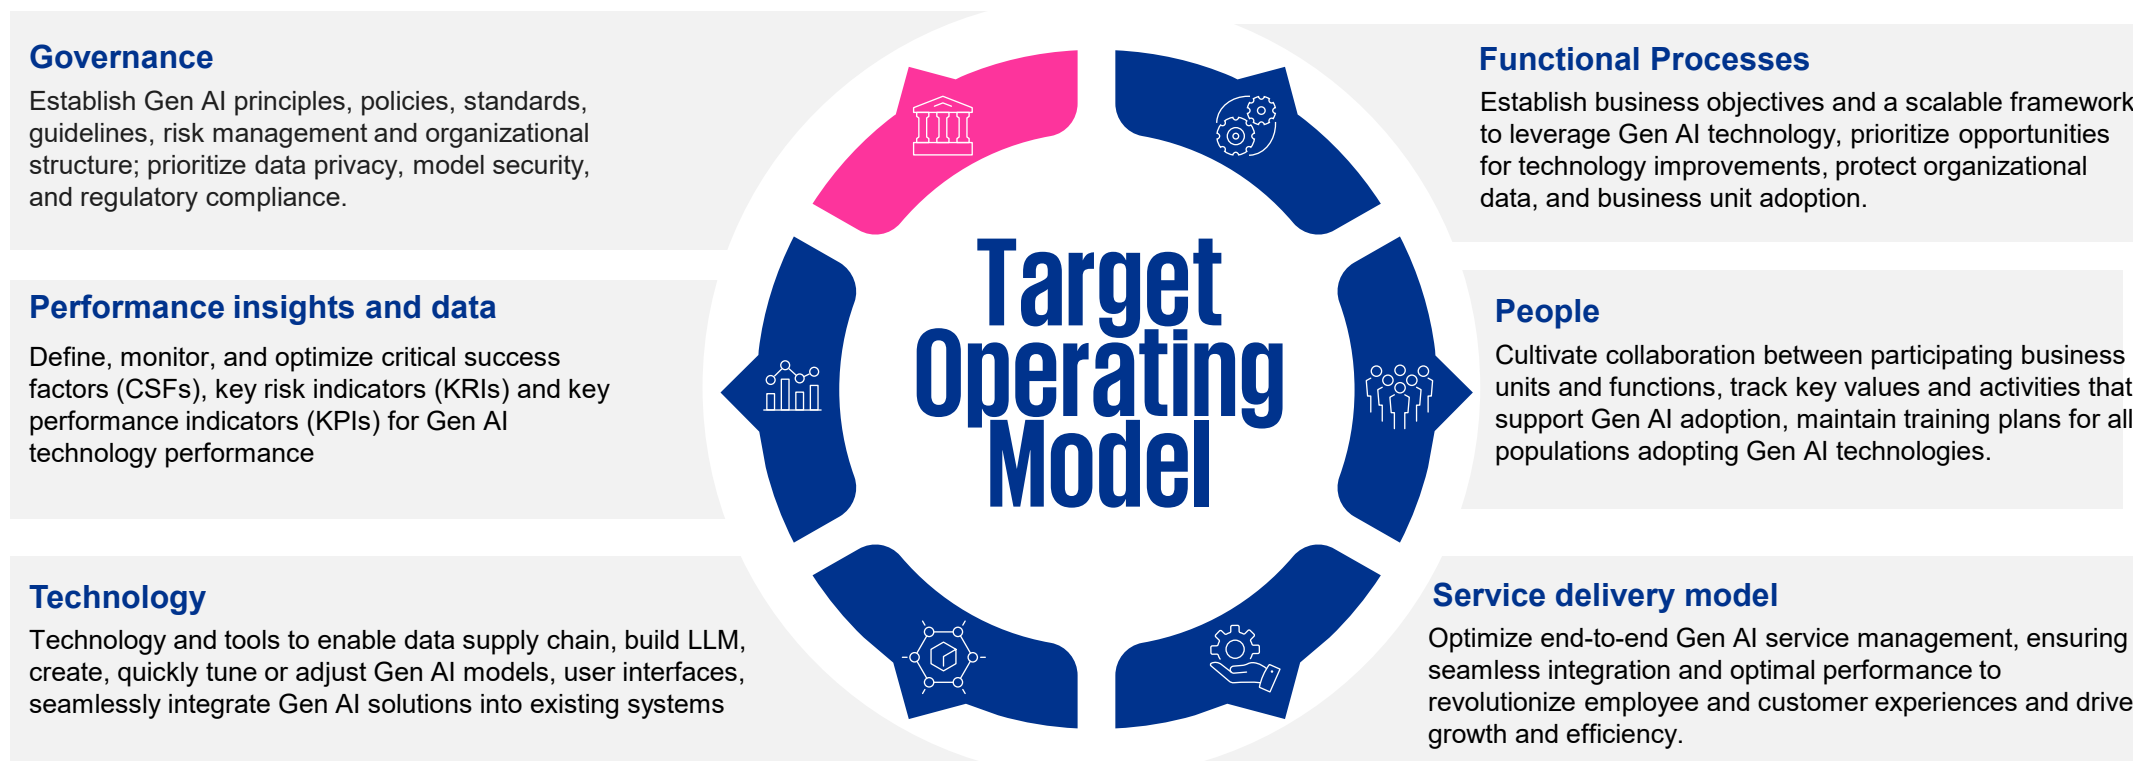 Governance
Establish Gen AI principles, policies, standards,
guidelines, risk management and organizational
structure; prioritize data privacy, model security,
and regulatory compliance.
Performance insights and data
Define, monitor, and optimize critical success
factors (CSFs), key risk indicators (KRIs) and key
performance indicators (KPIs) for Gen AI
technology performance
Technology
Technology and tools to enable data supply chain, build LLM,
create, quickly tune or adjust Gen AI models, user interfaces,
seamlessly integrate Gen AI solutions into existing systems
Target
Operating
Model
Functional Processes
Establish business objectives and a scalable framework
to leverage Gen AI technology, prioritize opportunities
for technology improvements, protect organizational
data, and business unit adoption.
People
Cultivate collaboration between participating business
units and functions, track key values and activities that
support Gen AI adoption, maintain training plans for all
populations adopting Gen AI technologies.
Service delivery model
Optimize end-to-end Gen AI service management, ensuring
seamless integration and optimal performance to
revolutionize employee and customer experiences and drive
growth and efficiency.